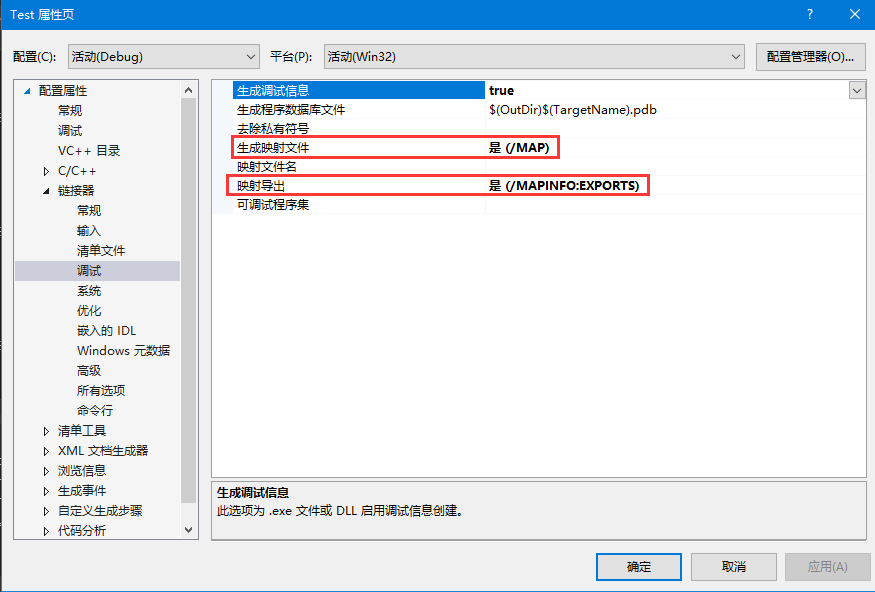 Test 属性页
?
配置(C):
活动(Debug)
平台(P):
活动(Win32)
配置管理器(O)...
配置属性
常规
调试
VC++ 目录
C/C++
链接器
常规
输入
清单文件
调试
系统
优化
嵌入的 IDL
Windows 元数据
高级
所有选项
命令行
清单工具
XML 文档生成器
浏览信息
生成事件
自定义生成步骤
代码分析
生成调试信息 true
生成程序数据库文件 $(OutDir)$(TargetName).pdb
去除私有符号
生成映射文件 是 (/MAP)
映射文件名
映射导出 是 (/MAPINFO:EXPORTS)
可调试程序集
生成调试信息
此选项为 .exe 文件或 DLL 启用调试信息创建。
确定
取消
应用(A)